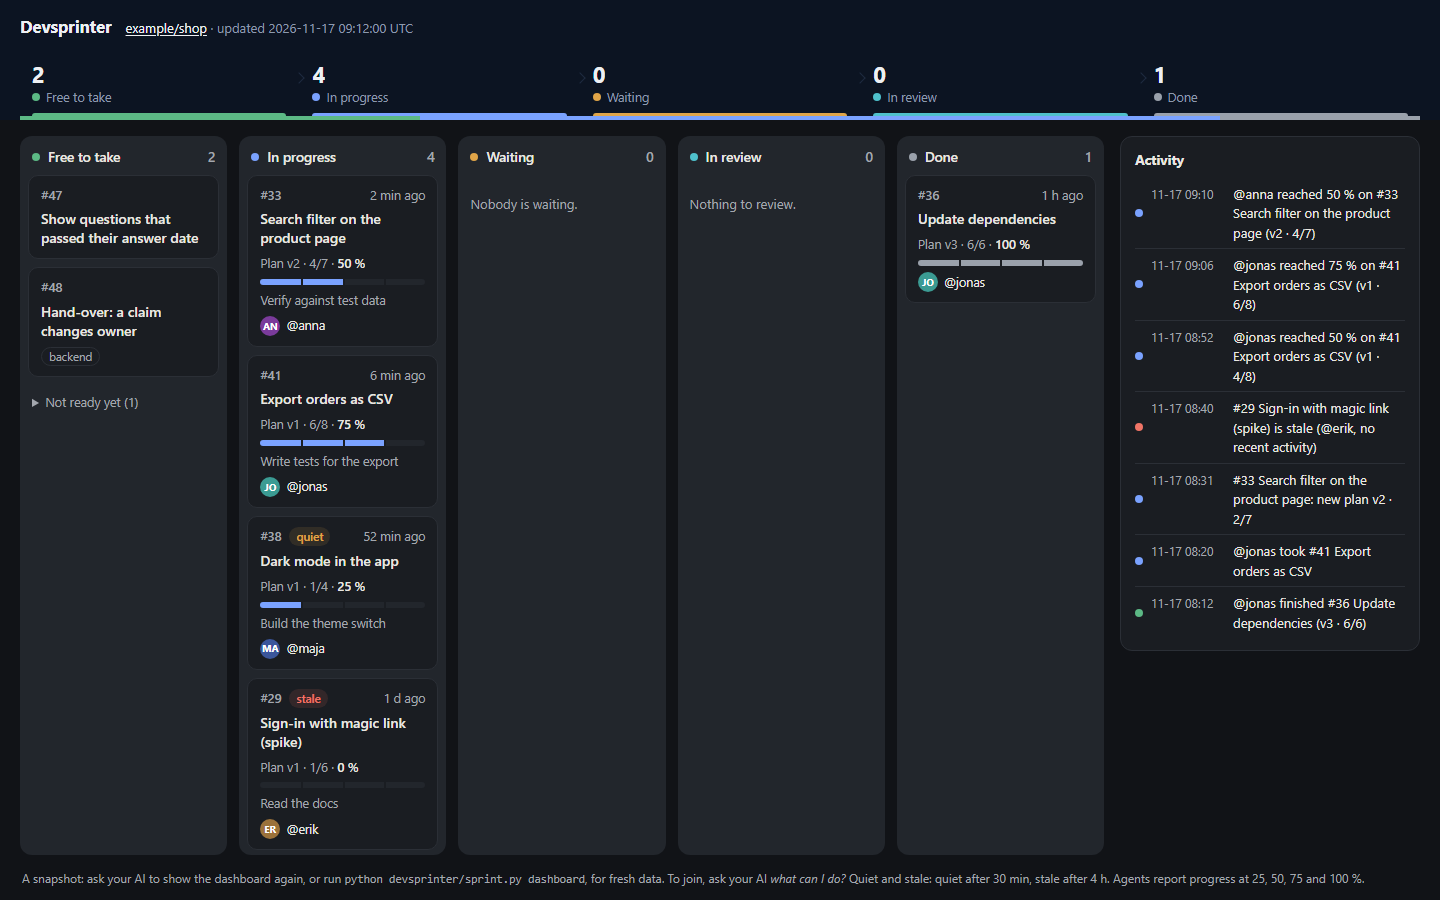 Devsprinter example/shop · updated 2026-11-17 09:12:00 UTC
2
Free to take
4
In progress
0
Waiting
0
In review
1
Done
Free to take 2
#47
Show questions that
passed their answer date
#48
Hand-over: a claim
changes owner
backend
Not ready yet (1)
In progress 4
#33 2 min ago
Search filter on the
product page
Plan v2 · 4/7 · 50 %
Verify against test data
AN @anna
#41 6 min ago
Export orders as CSV
Plan v1 · 6/8 · 75 %
Write tests for the export
JO @jonas
#38 quiet 52 min ago
Dark mode in the app
Plan v1 · 1/4 · 25 %
Build the theme switch
MA @maja
#29 stale 1 d ago
Sign-in with magic link
(spike)
Plan v1 · 1/6 · 0 %
Read the docs
ER @erik
Waiting 0
Nobody is waiting.
In review 0
Nothing to review.
Done 1
#36 1 h ago
Update dependencies
Plan v3 · 6/6 · 100 %
JO @jonas
Activity
11-17 09:10 @anna reached 50 % on #33
Search filter on the product
page (v2 · 4/7)
11-17 09:06 @jonas reached 75 % on #41
Export orders as CSV (v1 ·
6/8)
11-17 08:52 @jonas reached 50 % on #41
Export orders as CSV (v1 ·
4/8)
11-17 08:40 #29 Sign-in with magic link
(spike) is stale (@erik, no
recent activity)
11-17 08:31 #33 Search filter on the
product page: new plan v2 ·
2/7
11-17 08:20 @jonas took #41 Export
orders as CSV
11-17 08:12 @jonas finished #36 Update
dependencies (v3 · 6/6)
A snapshot: ask your AI to show the dashboard again, or run python devsprinter/sprint.py dashboard, for fresh data. To join, ask your AI what can I do? Quiet and stale: quiet after 30 min, stale after 4 h. Agents report progress at 25, 50, 75 and 100 %.